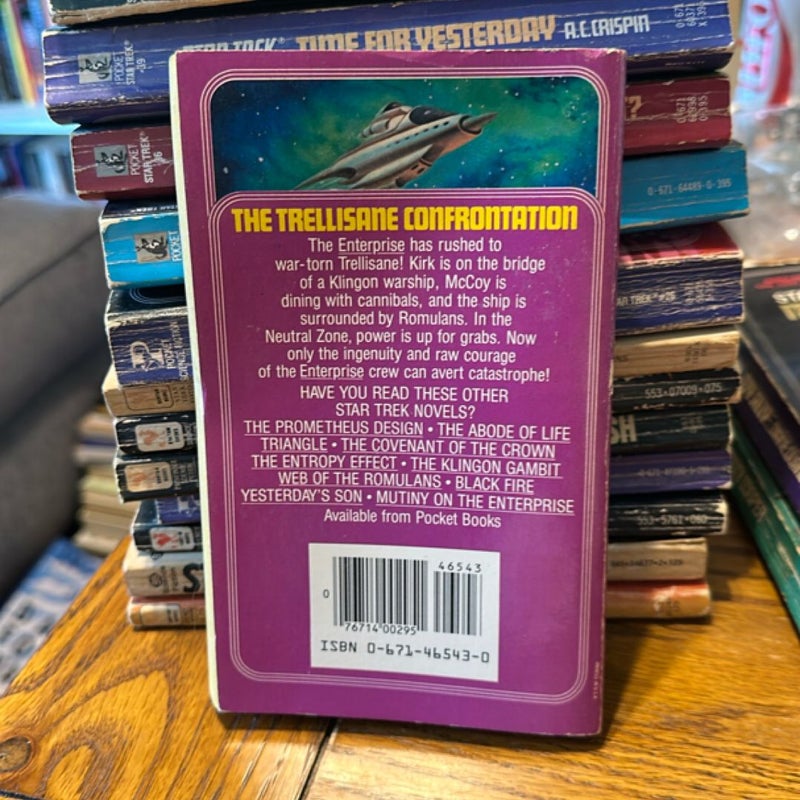 TIME FOR YESTERDAY A.C. CRISPIN
POCKET
STAR TREK
#39
POCKET
STAR TREK
36
POCKET
0-671-64489-0-395
THE TRELLISANE CONFRONTATION
The Enterprise has rushed to
war-torn Trellisane! Kirk is on the bridge
of a Klingon warship, McCoy is
dining with cannibals, and the ship is
surrounded by Romulans. In the
Neutral Zone, power is up for grabs. Now
only the ingenuity and raw courage
of the Enterprise crew can avert catastrophe!
HAVE YOU READ THESE OTHER
STAR TREK NOVELS?
THE PROMETHEUS DESIGN • THE ABODE OF LIFE
TRIANGLE • THE COVENANT OF THE CROWN
THE ENTROPY EFFECT • THE KLINGON GAMBIT
WEB OF THE ROMULANS • BLACK FIRE
YESTERDAY'S SON • MUTINY ON THE ENTERPRISE
Available from Pocket Books
46543
0
76714 00295
ISBN 0-671-46543-0
553-07009-075